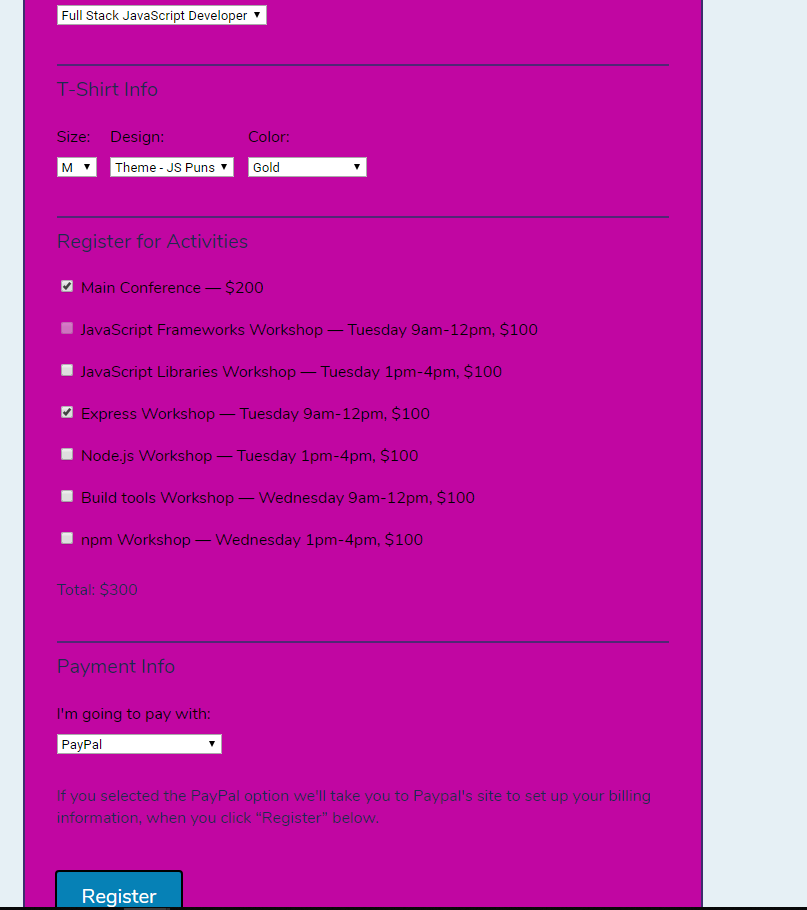 Full Stack JavaScript Developer
T-Shirt Info
Size: Design: Color:
M Theme - JS Puns Gold
Register for Activities
Main Conference — $200
JavaScript Frameworks Workshop — Tuesday 9am-12pm, $100
JavaScript Libraries Workshop — Tuesday 1pm-4pm, $100
Express Workshop — Tuesday 9am-12pm, $100
Node.js Workshop — Tuesday 1pm-4pm, $100
Build tools Workshop — Wednesday 9am-12pm, $100
npm Workshop — Wednesday 1pm-4pm, $100
Total: $300
Payment Info
I'm going to pay with:
PayPal
If you selected the PayPal option we'll take you to Paypal's site to set up your billing
information, when you click “Register” below.
Register